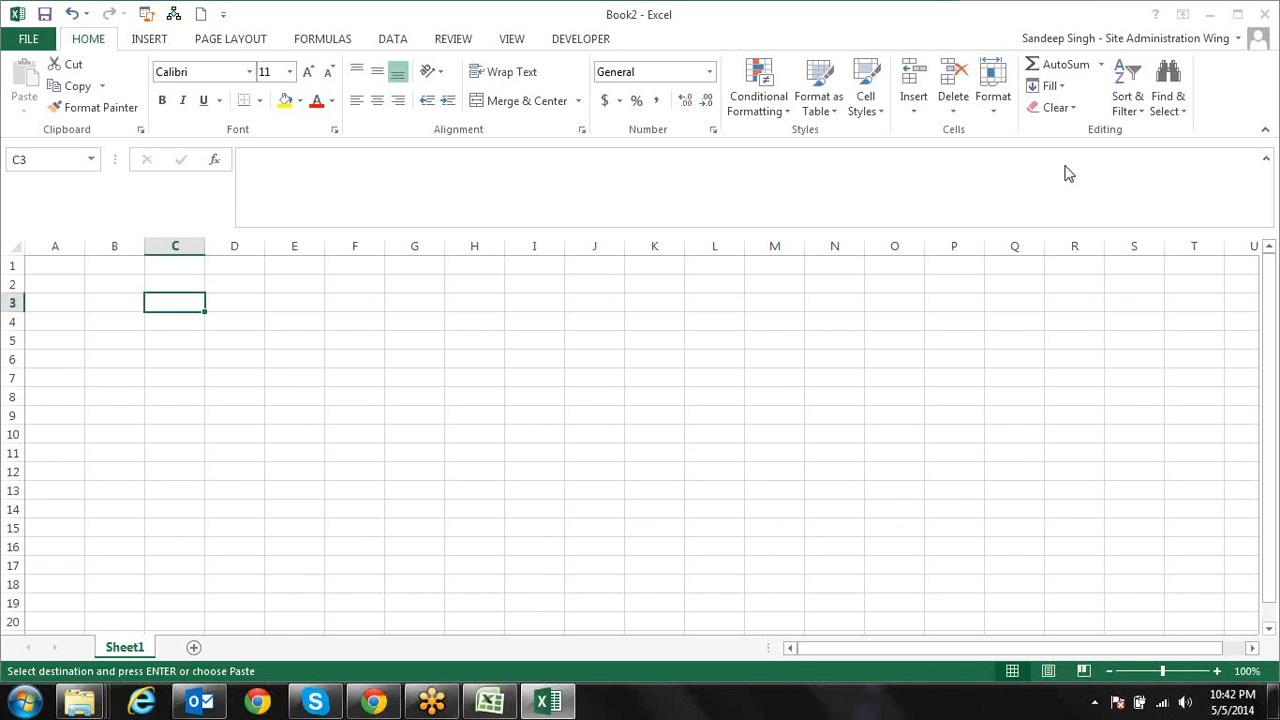 Book2 - Excel
FILE HOME INSERT PAGE LAYOUT FORMULAS DATA REVIEW VIEW DEVELOPER
Sandeep Singh - Site Administration Wing
Paste
Cut
Copy
Format Painter
Clipboard
Calibri 11
B I U A
Font
Wrap Text
Merge & Center
Alignment
General
$ % ,
Number
Conditional Formatting
Format as Table
Cell Styles
Styles
Insert
Delete
Format
Cells
AutoSum
Fill
Clear
Sort & Filter
Find & Select
Editing
C3
fx
A B C D E F G H I J K L M N O P Q R S T U
1
2
3
4
5
6
7
8
9
10
11
12
13
14
15
16
17
18
19
20
Sheet1
Select destination and press ENTER or choose Paste
100%
10:42 PM
5/5/2014